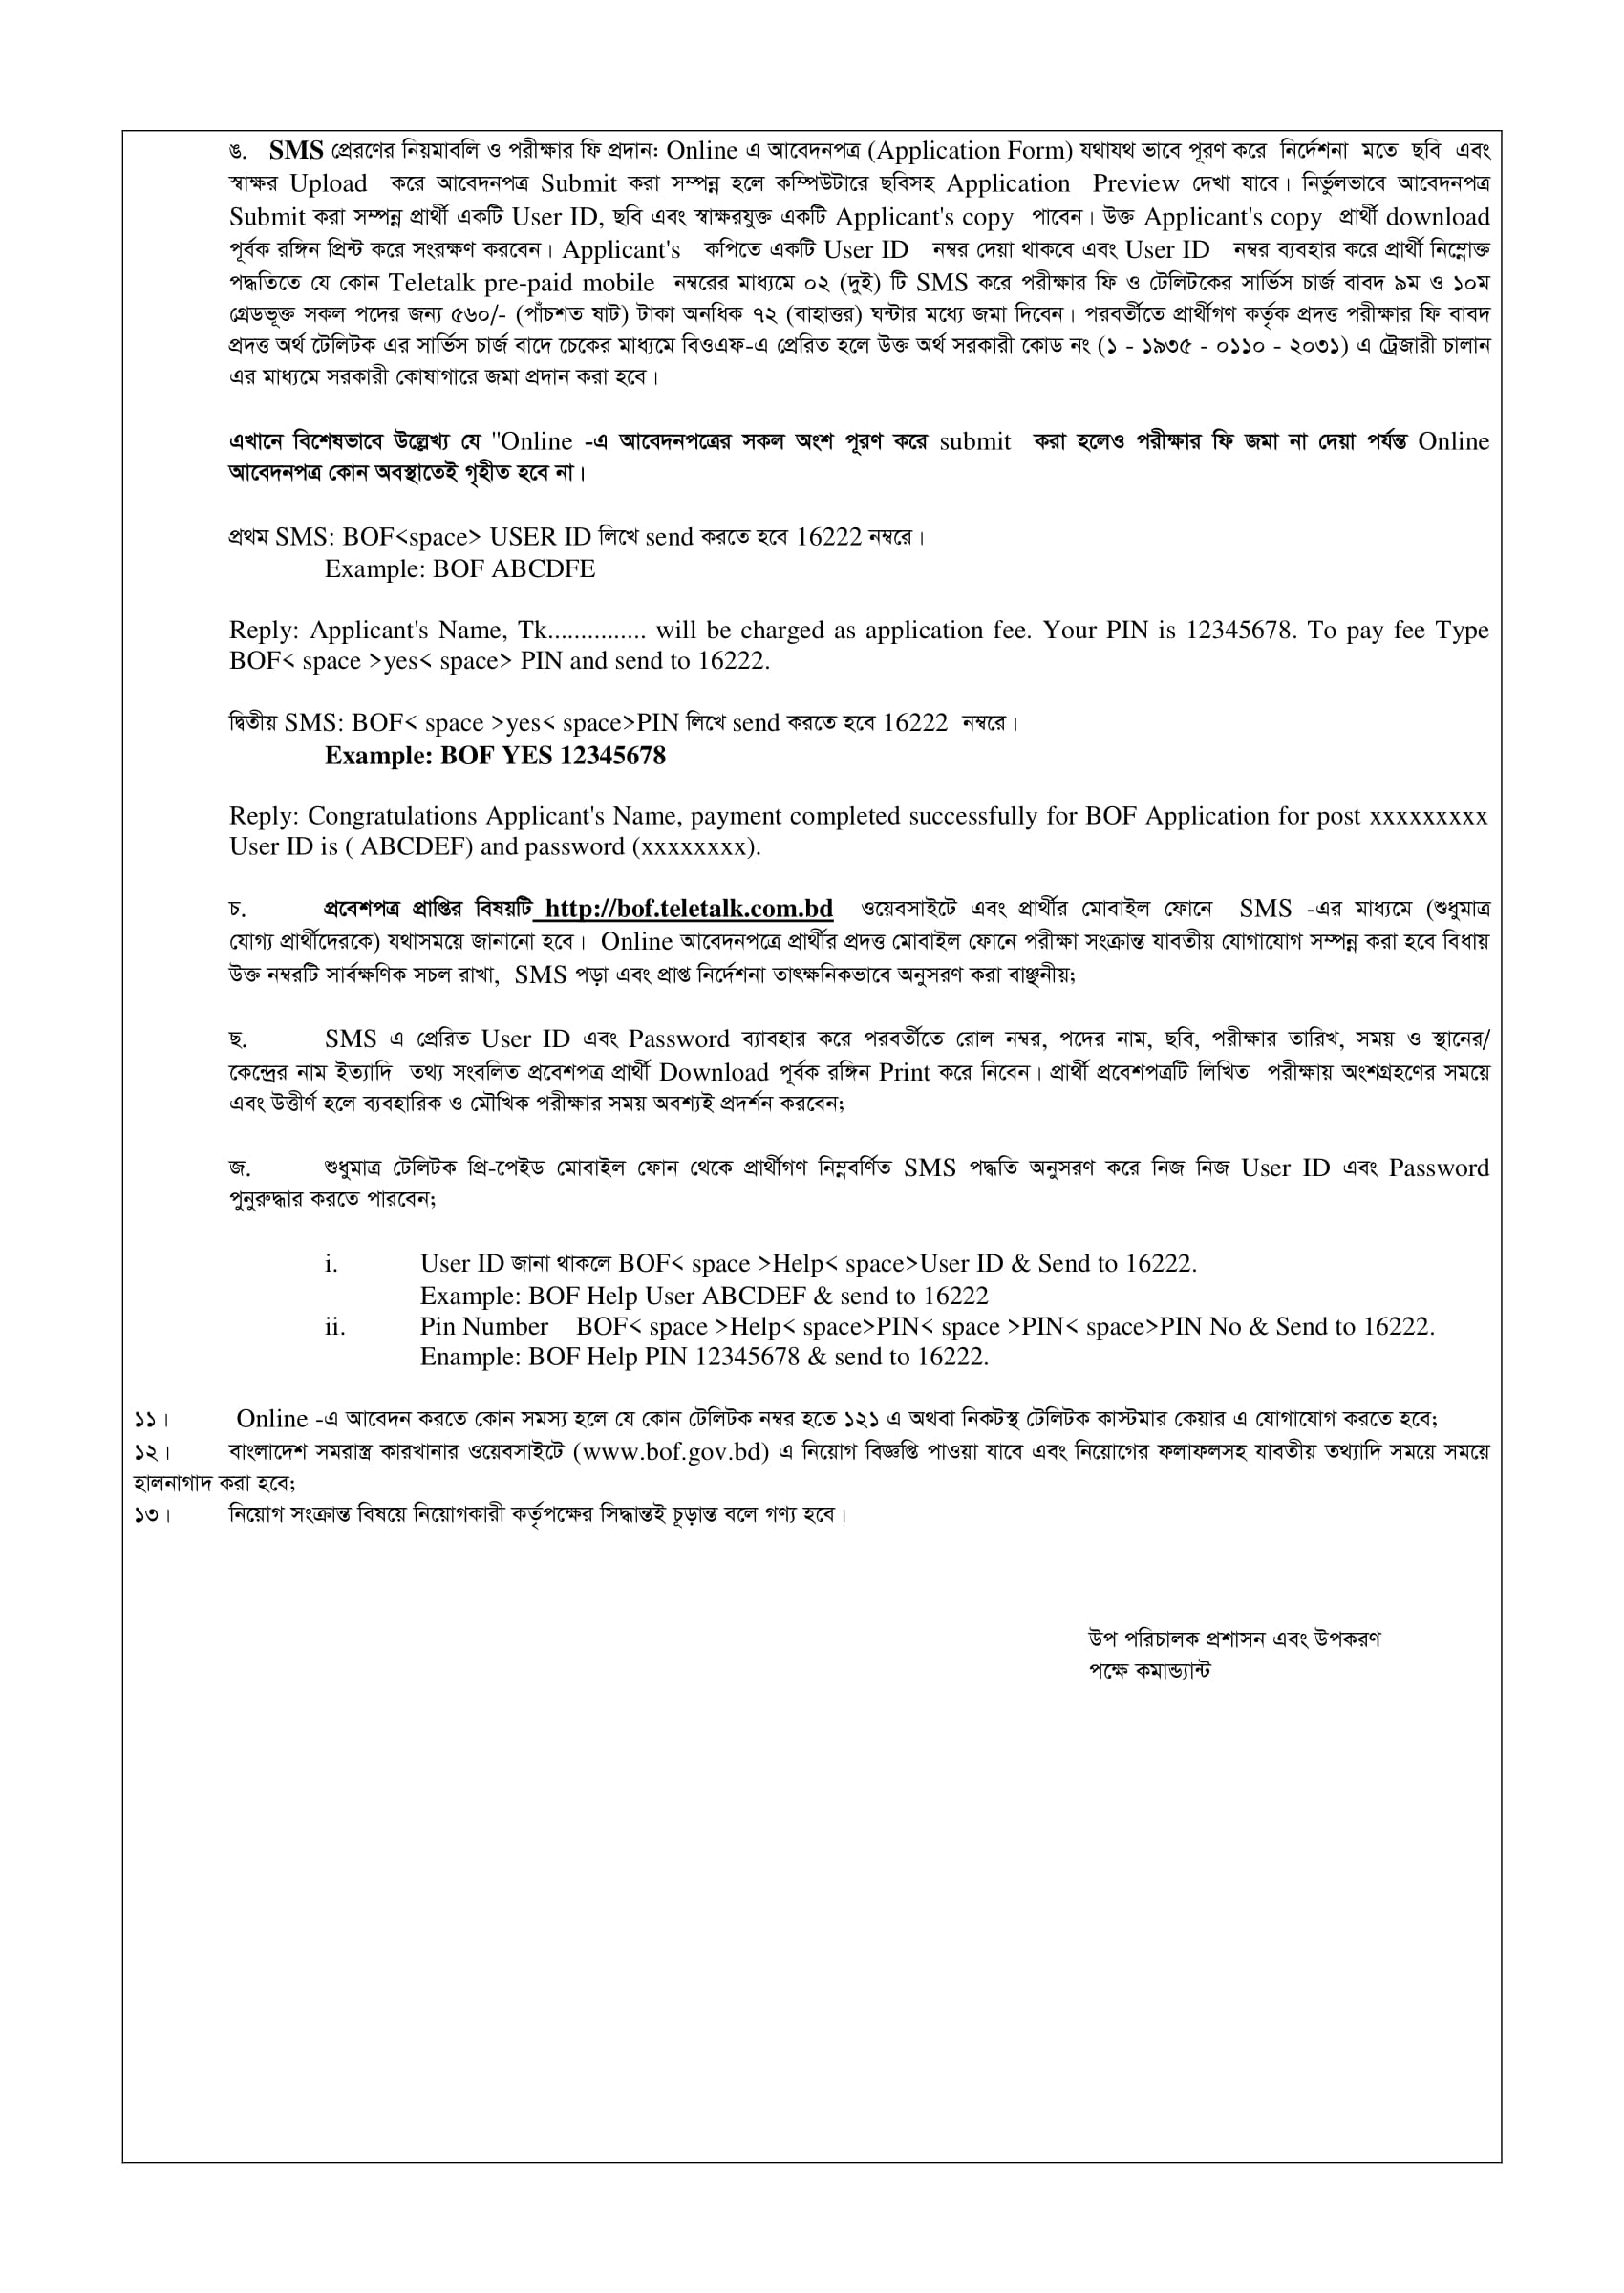 ঙ. SMS প্রেরণের নিয়মাবলি ও পরীক্ষার ফি প্রদান: Online এ আবেদনপত্র (Application Form) যথাযথ ভাবে পূরণ করে নির্দেশনা মতে ছবি এবং
স্বাক্ষর Upload করে আবেদনপত্র Submit করা সম্পন্ন হলে কম্পিউটারে ছবিসহ Application Preview দেখা যাবে। নির্ভুলভাবে আবেদনপত্র
Submit করা সম্পন্ন প্রার্থী একটি User ID, ছবি এবং স্বাক্ষরযুক্ত একটি Applicant's copy পাবেন। উক্ত Applicant's copy প্রার্থী download
পূর্বক রঙ্গিন প্রিন্ট করে সংরক্ষণ করবেন। Applicant's কপিতে একটি User ID নম্বর দেয়া থাকবে এবং User ID নম্বর ব্যবহার করে প্রার্থী নিম্নোক্ত
পদ্ধতিতে যে কোন Teletalk pre-paid mobile নম্বরের মাধ্যমে ০২ (দুই) টি SMS করে পরীক্ষার ফি ও টেলিটকের সার্ভিস চার্জ বাবদ ৯ম ও ১০ম
গ্রেডভূক্ত সকল পদের জন্য ৫৬০/- (পাঁচশত ষাট) টাকা অনধিক ৭২ (বাহাত্তর) ঘন্টার মধ্যে জমা দিবেন। পরবর্তীতে প্রার্থীগণ কর্তৃক প্রদত্ত পরীক্ষার ফি বাবদ
প্রদত্ত অর্থ টেলিটক এর সার্ভিস চার্জ বাদে চেকের মাধ্যমে বিওএফ-এ প্রেরিত হলে উক্ত অর্থ সরকারী কোড নং (১ - ১৯৩৫ - ০১১০ - ২০৩১) এ ট্রেজারী চালান
এর মাধ্যমে সরকারী কোষাগারে জমা প্রদান করা হবে।
এখানে বিশেষভাবে উল্লেখ্য যে "Online -এ আবেদনপত্রের সকল অংশ পূরণ করে submit করা হলেও পরীক্ষার ফি জমা না দেয়া পর্যন্ত Online
আবেদনপত্র কোন অবস্থাতেই গৃহীত হবে না।
প্রথম SMS: BOF<space> USER ID লিখে send করতে হবে 16222 নম্বরে।
Example: BOF ABCDFE
Reply: Applicant's Name, Tk............... will be charged as application fee. Your PIN is 12345678. To pay fee Type
BOF< space >yes< space> PIN and send to 16222.
দ্বিতীয় SMS: BOF< space >yes< space>PIN লিখে send করতে হবে 16222 নম্বরে।
Example: BOF YES 12345678
Reply: Congratulations Applicant's Name, payment completed successfully for BOF Application for post xxxxxxxxx
User ID is ( ABCDEF) and password (xxxxxxxx).
চ. প্রবেশপত্র প্রাপ্তির বিষয়টি http://bof.teletalk.com.bd ওয়েবসাইটে এবং প্রার্থীর মোবাইল ফোনে SMS -এর মাধ্যমে (শুধুমাত্র
যোগ্য প্রার্থীদেরকে) যথাসময়ে জানানো হবে। Online আবেদনপত্রে প্রার্থীর প্রদত্ত মোবাইল ফোনে পরীক্ষা সংক্রান্ত যাবতীয় যোগাযোগ সম্পন্ন করা হবে বিধায়
উক্ত নম্বরটি সার্বক্ষণিক সচল রাখা, SMS পড়া এবং প্রাপ্ত নির্দেশনা তাৎক্ষনিকভাবে অনুসরণ করা বাঞ্ছনীয়;
ছ. SMS এ প্রেরিত User ID এবং Password ব্যাবহার করে পরবর্তীতে রোল নম্বর, পদের নাম, ছবি, পরীক্ষার তারিখ, সময় ও স্থানের/
কেন্দ্রের নাম ইত্যাদি তথ্য সংবলিত প্রবেশপত্র প্রার্থী Download পূর্বক রঙ্গিন Print করে নিবেন। প্রার্থী প্রবেশপত্রটি লিখিত পরীক্ষায় অংশগ্রহণের সময়ে
এবং উত্তীর্ণ হলে ব্যবহারিক ও মৌখিক পরীক্ষার সময় অবশ্যই প্রদর্শন করবেন;
জ. শুধুমাত্র টেলিটক প্রি-পেইড মোবাইল ফোন থেকে প্রার্থীগণ নিম্নবর্ণিত SMS পদ্ধতি অনুসরণ করে নিজ নিজ User ID এবং Password
পুনুরুদ্ধার করতে পারবেন;
i. User ID জানা থাকলে BOF< space >Help< space>User ID & Send to 16222.
Example: BOF Help User ABCDEF & send to 16222
ii. Pin Number BOF< space >Help< space>PIN< space >PIN< space>PIN No & Send to 16222.
Enample: BOF Help PIN 12345678 & send to 16222.
১১। Online -এ আবেদন করতে কোন সমস্য হলে যে কোন টেলিটক নম্বর হতে ১২১ এ অথবা নিকটস্থ টেলিটক কাস্টমার কেয়ার এ যোগাযোগ করতে হবে;
১২। বাংলাদেশ সমরাস্ত্র কারখানার ওয়েবসাইটে (www.bof.gov.bd) এ নিয়োগ বিজ্ঞপ্তি পাওয়া যাবে এবং নিয়োগের ফলাফলসহ যাবতীয় তথ্যাদি সময়ে সময়ে
হালনাগাদ করা হবে;
১৩। নিয়োগ সংক্রান্ত বিষয়ে নিয়োগকারী কর্তৃপক্ষের সিদ্ধান্তই চূড়ান্ত বলে গণ্য হবে।
উপ পরিচালক প্রশাসন এবং উপকরণ
পক্ষে কমান্ড্যান্ট